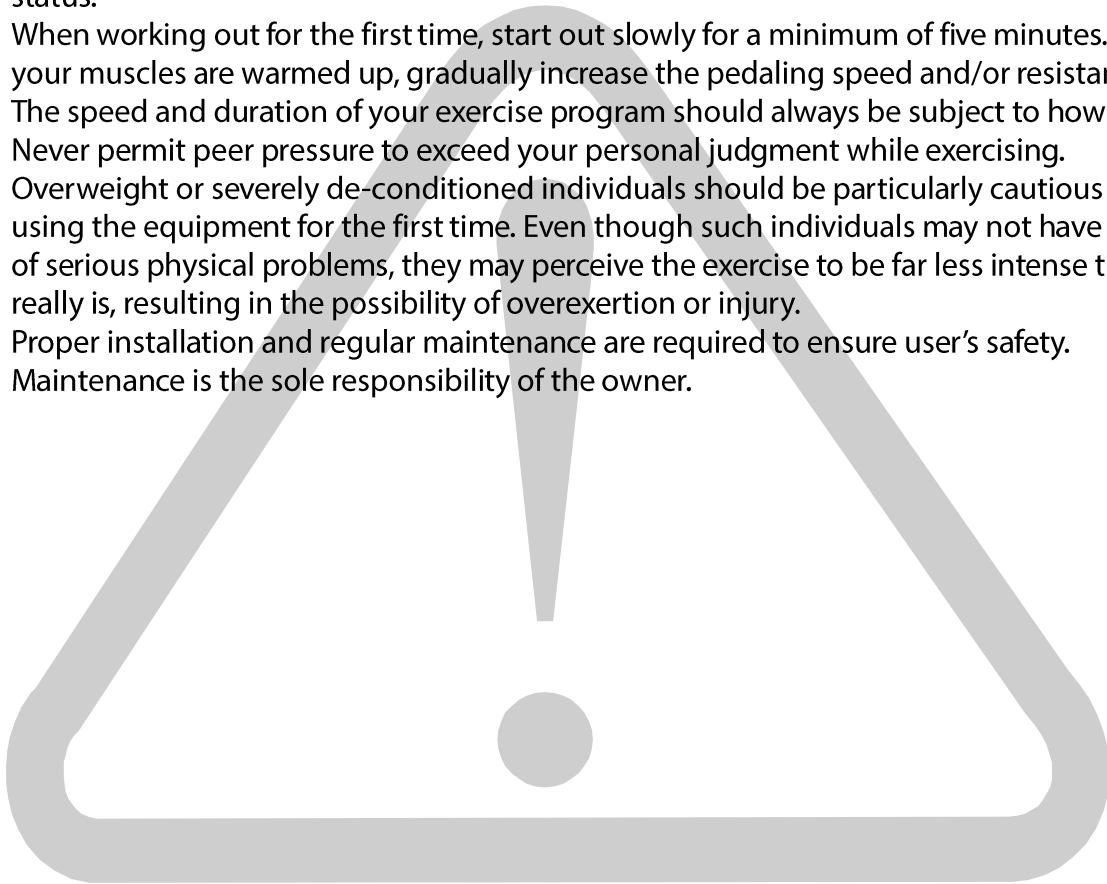 status.
When working out for the first time, start out slowly for a minimum of five minutes.
your muscles are warmed up, gradually increase the pedaling speed and/or
The speed and duration of your exercise program should always be subject to how
Never permit peer pressure to exceed your personal judgment while exercising.
Overweight or severely de-conditioned individuals should be particularly cautious
using the equipment for the first time. Even though such individuals may not have
of serious physical problems, they may perceive the exercise to be far less intense
really is, resulting in the possibility of overexertion or injury.
Proper installation and regular maintenance are required to ensure user’s safety.
Maintenance is the sole responsibility of the owner.